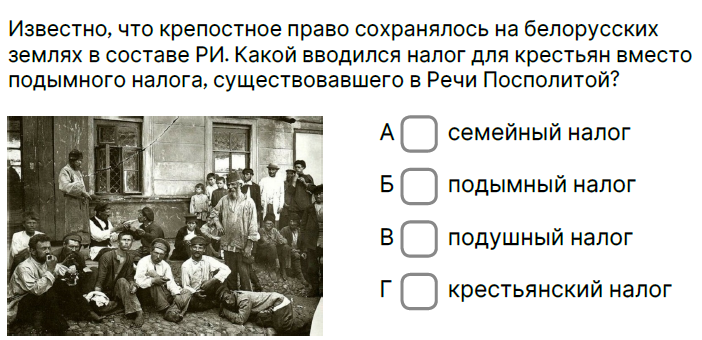 Известно, что крепостное право сохранялось на белорусских
землях в составе РИ. Какой вводился налог для крестьян вместо
подымного налога, существовавшего в Речи Посполитой?
А семейный налог
Б подымный налог
В подушный налог
Г крестьянский налог